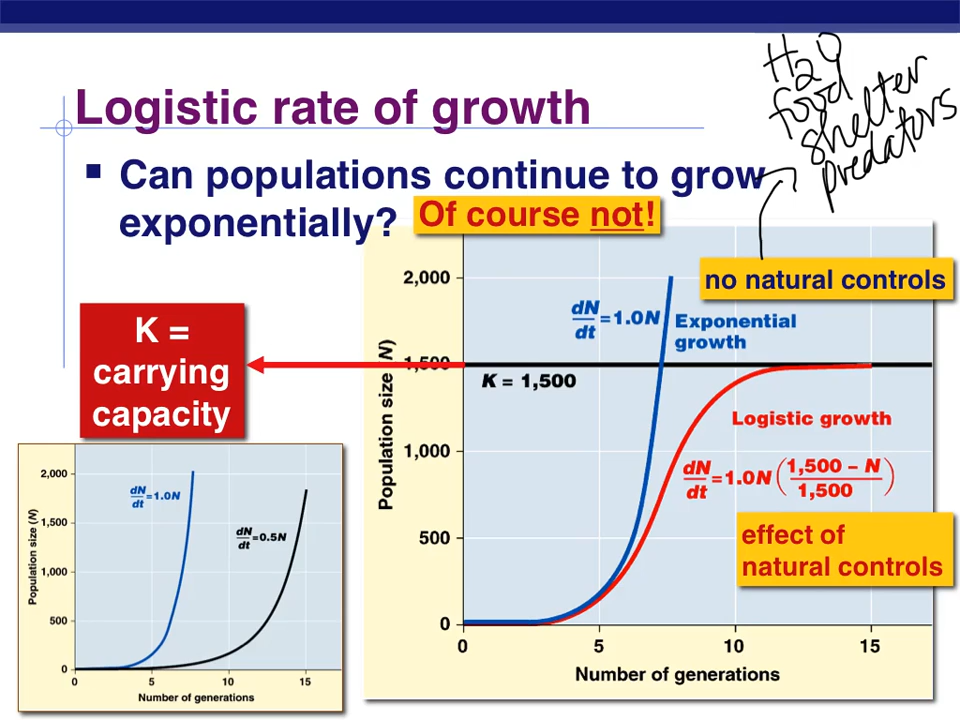 H2O
food
shelter
predators
Logistic rate of growth
Can populations continue to grow
exponentially?
Of course not!
no natural controls
K =
carrying
capacity
2,000
1,500
1,000
500
0
0
5
10
15
Population size (N)
Number of generations
dN/dt=1.0N
Exponential
growth
K = 1,500
Logistic growth
dN/dt=1.0N(1,500 – N/1,500)
effect of
natural controls
2,000
1,500
1,000
500
0
0
5
10
15
Population size (N)
Number of generations
dN/dt=1.0N
dN/dt=0.5N